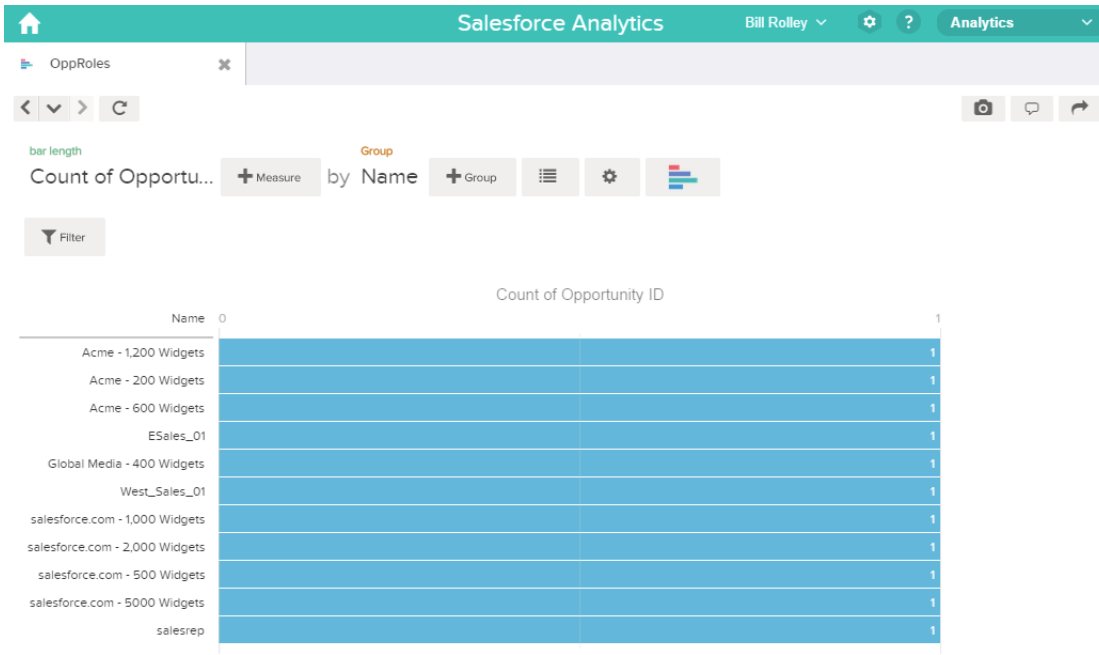 Salesforce Analytics Bill Rolley ? Analytics
OppRoles
bar length Group
Count of Opportu... + Measure by Name + Group
Filter
Count of Opportunity ID
Name 0 1
Acme - 1,200 Widgets 1
Acme - 200 Widgets 1
Acme - 600 Widgets 1
ESales_01 1
Global Media - 400 Widgets 1
West_Sales_01 1
salesforce.com - 1,000 Widgets 1
salesforce.com - 2,000 Widgets 1
salesforce.com - 500 Widgets 1
salesforce.com - 5000 Widgets 1
salesrep 1